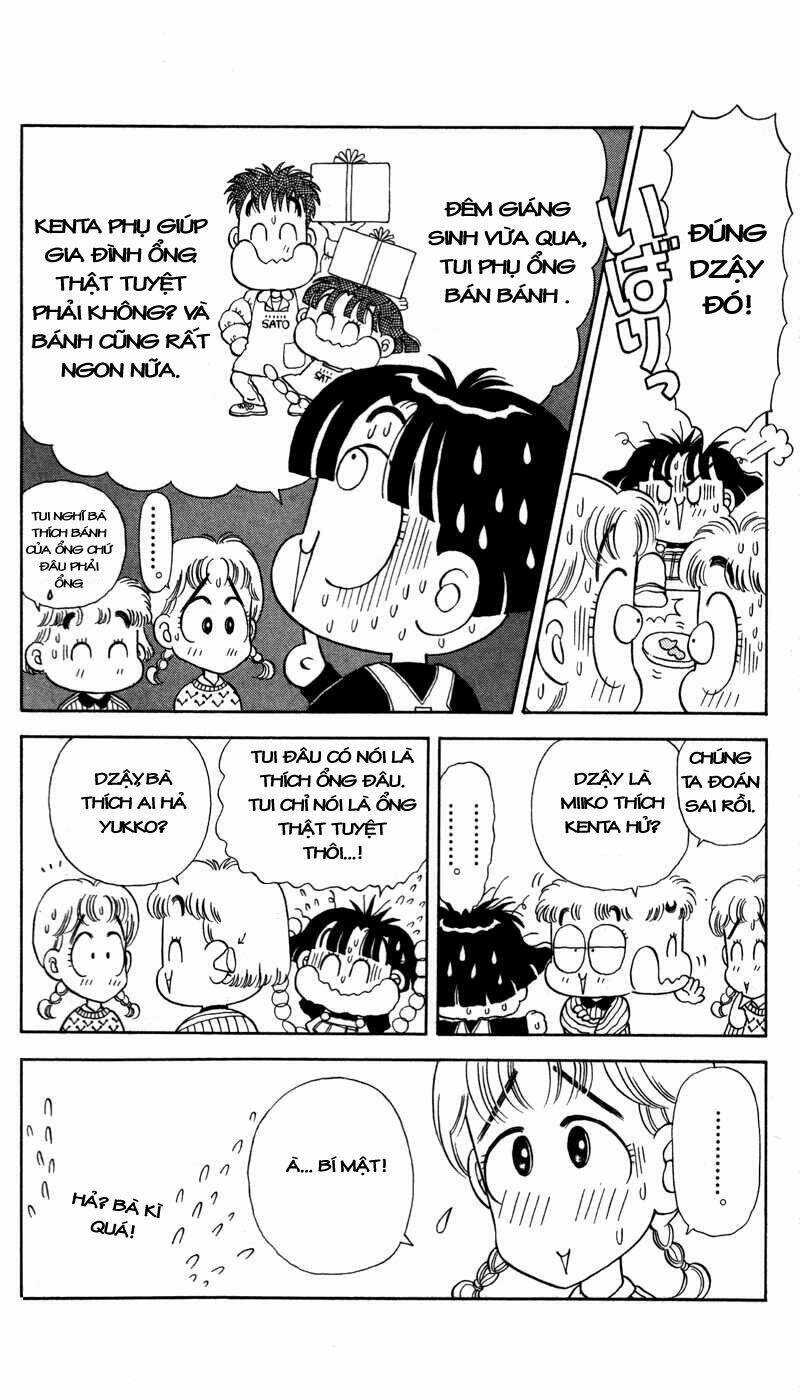 ĐÚNG
DZẬY
ĐÓ!
いばりっ
ĐÊM GIÁNG
SINH VỪA QUA,
TUI PHỤ ỔNG
BÁN BÁNH .
KENTA PHỤ GIÚP
GIA ĐÌNH ỔNG
THẬT TUYỆT
PHẢI KHÔNG? VÀ
BÁNH CŨNG RẤT
NGON NỮA.
SATO
SAT
TUI NGHĨ BÀ
THÍCH BÁNH
CỦA ỔNG CHỨ
ĐÂU PHẢI
ỔNG
........。
CHÚNG
TA ĐOÁN
SAI RỒI.
DZẬY LÀ
MIIKO THÍCH
KENTA HỬ?
........。
TUI ĐÂU CÓ NÓI LÀ
THÍCH ỔNG ĐÂU.
TUI CHỈ NÓI LÀ ỔNG
THẬT TUYỆT
THÔI...!
DZẬY, BÀ
THÍCH AI HẢ
YUKKO?
........。
À... BÍ MẬT!
HẢ? BÀ KÌ
QUÁ!